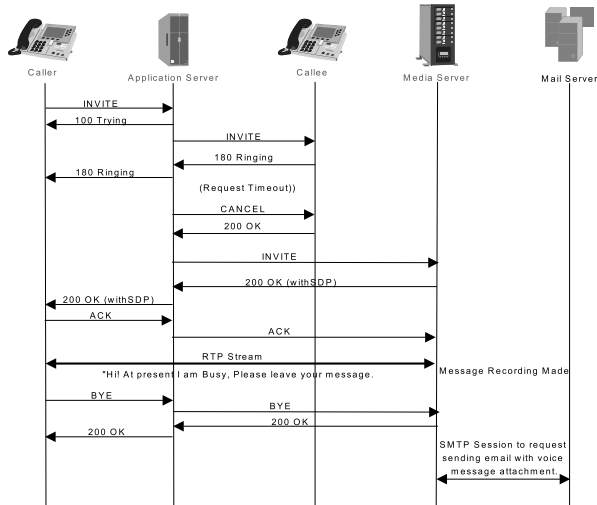 Caller
Application Server
Callee
Media Server
Mail Server
INVITE
100 Trying
INVITE
180 Ringing
180 Ringing
(Request Timeout))
CANCEL
200 OK
INVITE
200 OK (withSDP)
200 OK (withSDP)
ACK
ACK
RTP Stream
"Hi! At present I am Busy, Please leave your message.
Message Recording Made
BYE
BYE
200 OK
200 OK
SMTP Session to request
sending email with voice
message attachment.